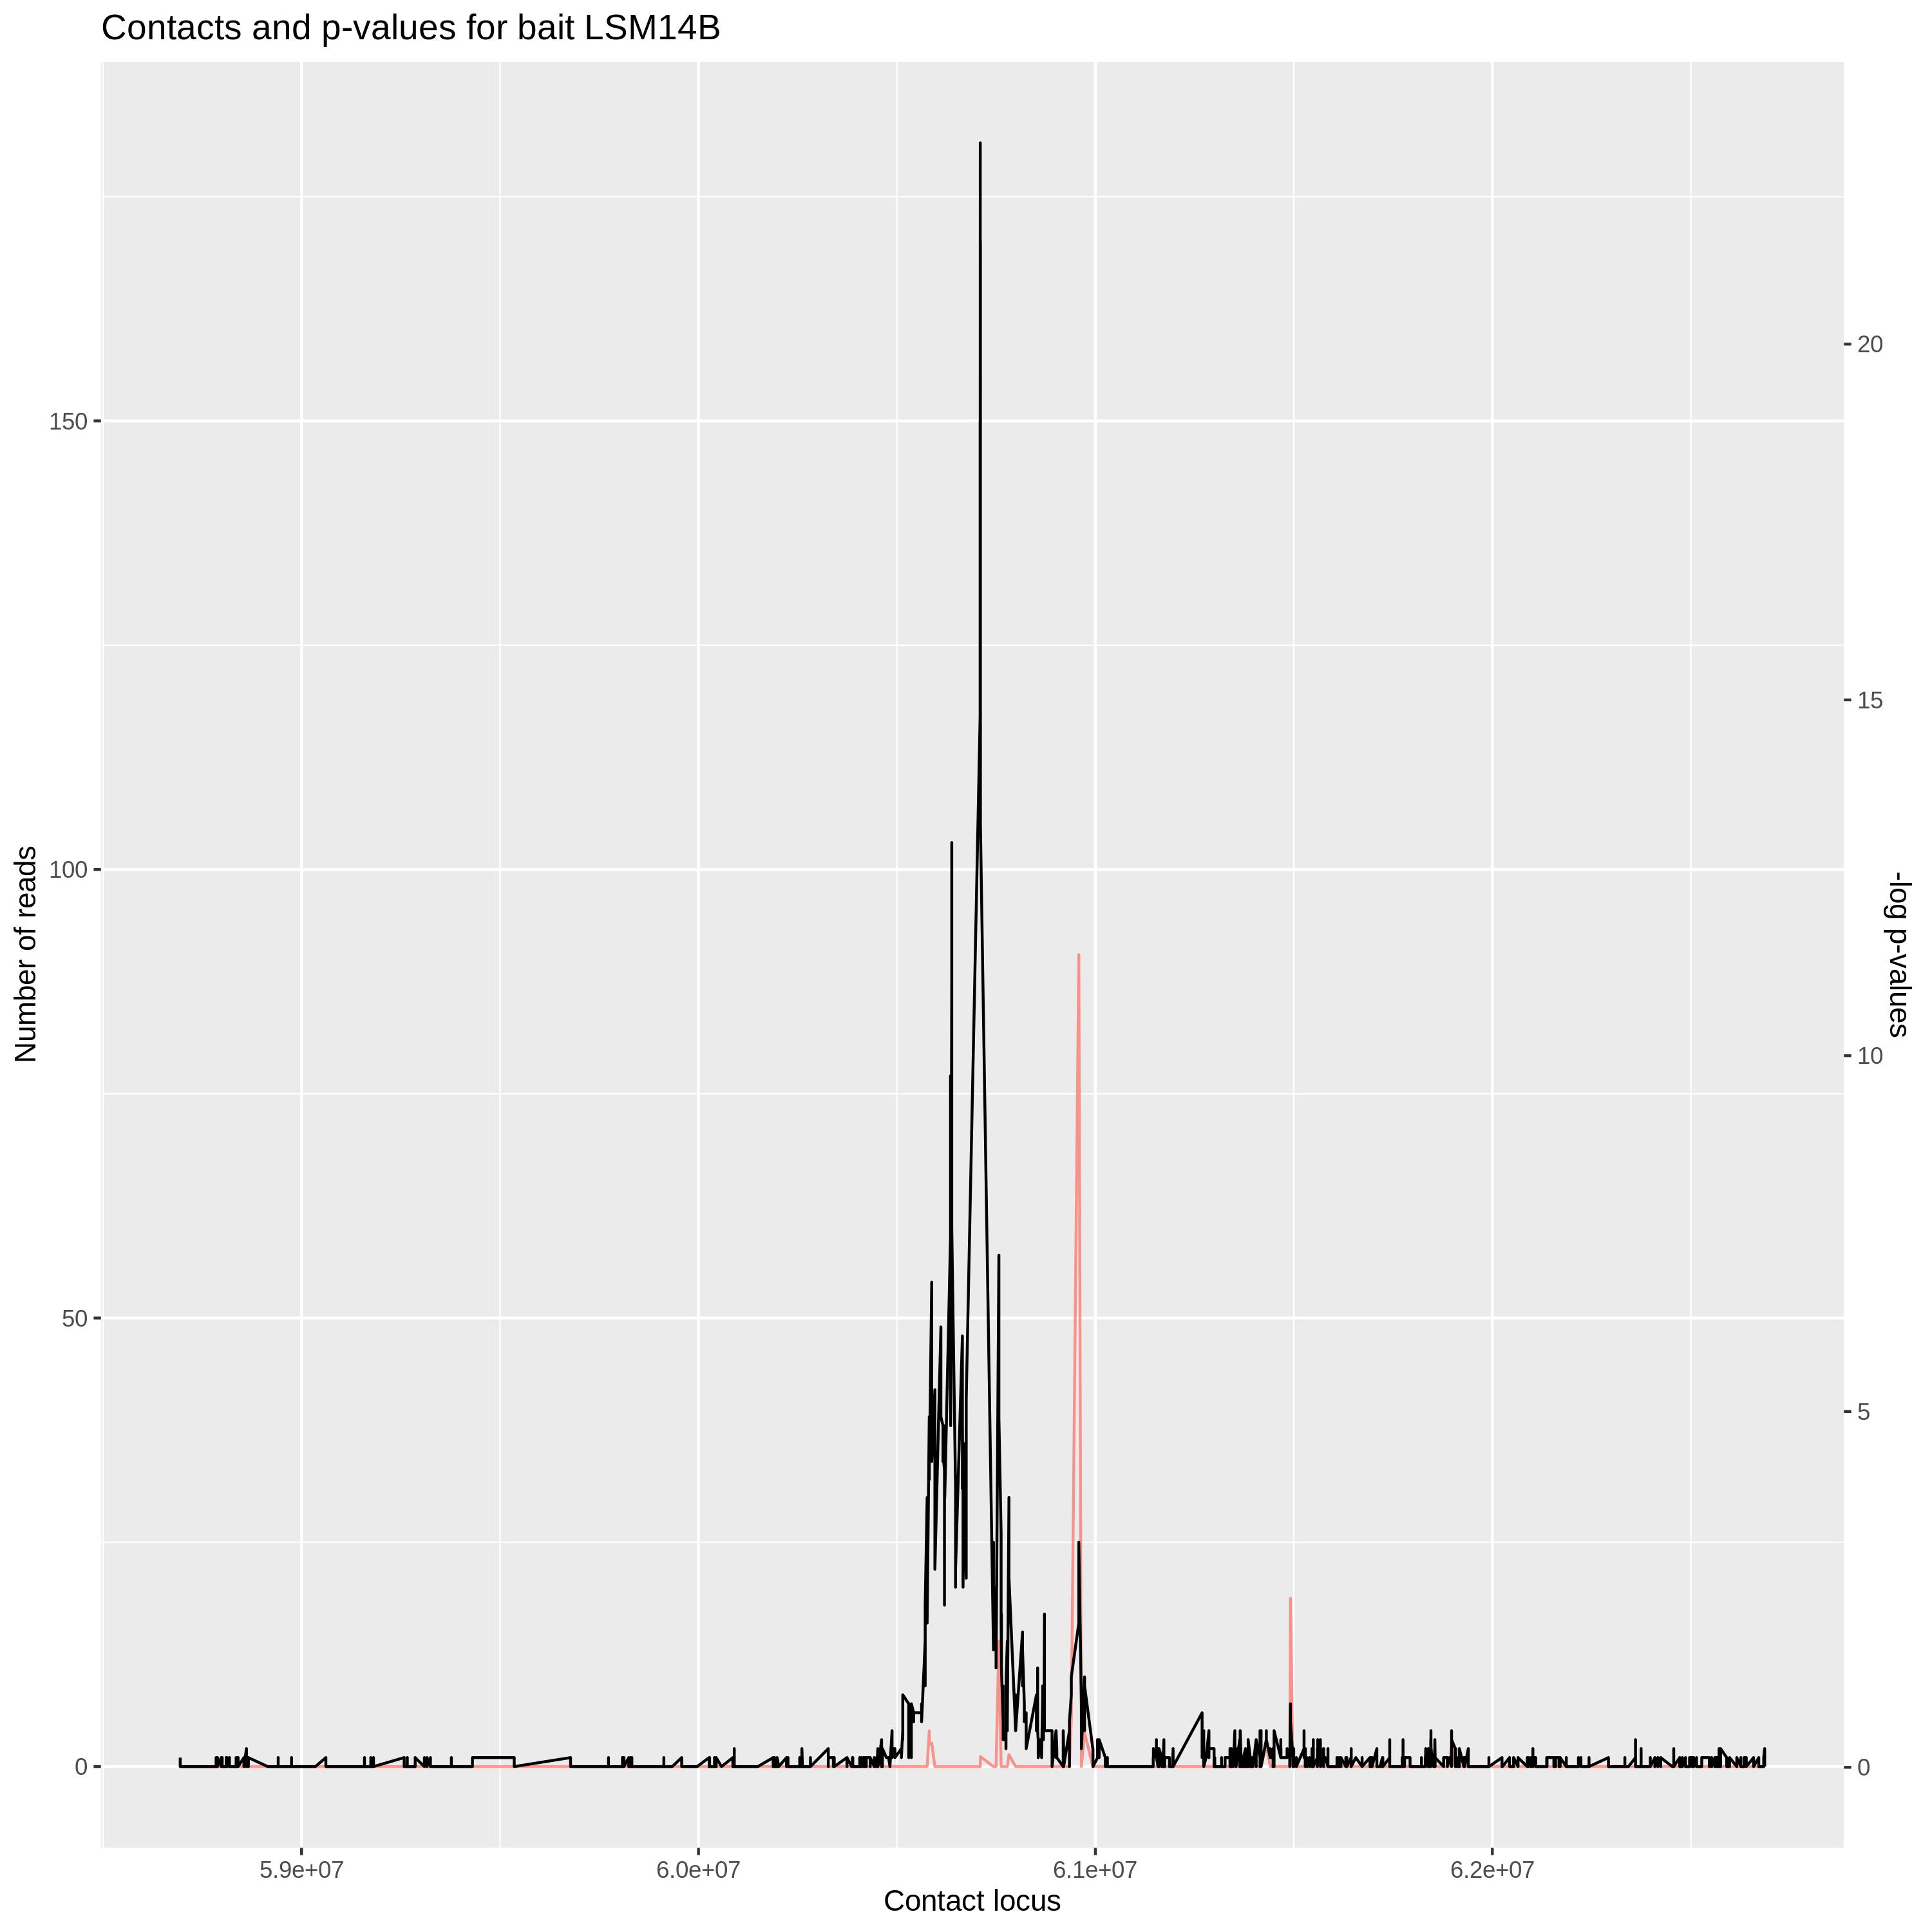 Contacts and p-values for bait LSM14B
150
100
50
0
Number of reads
20
15
10
5
0
-log p-values
5.9e+07
6.0e+07
6.1e+07
6.2e+07
Contact locus